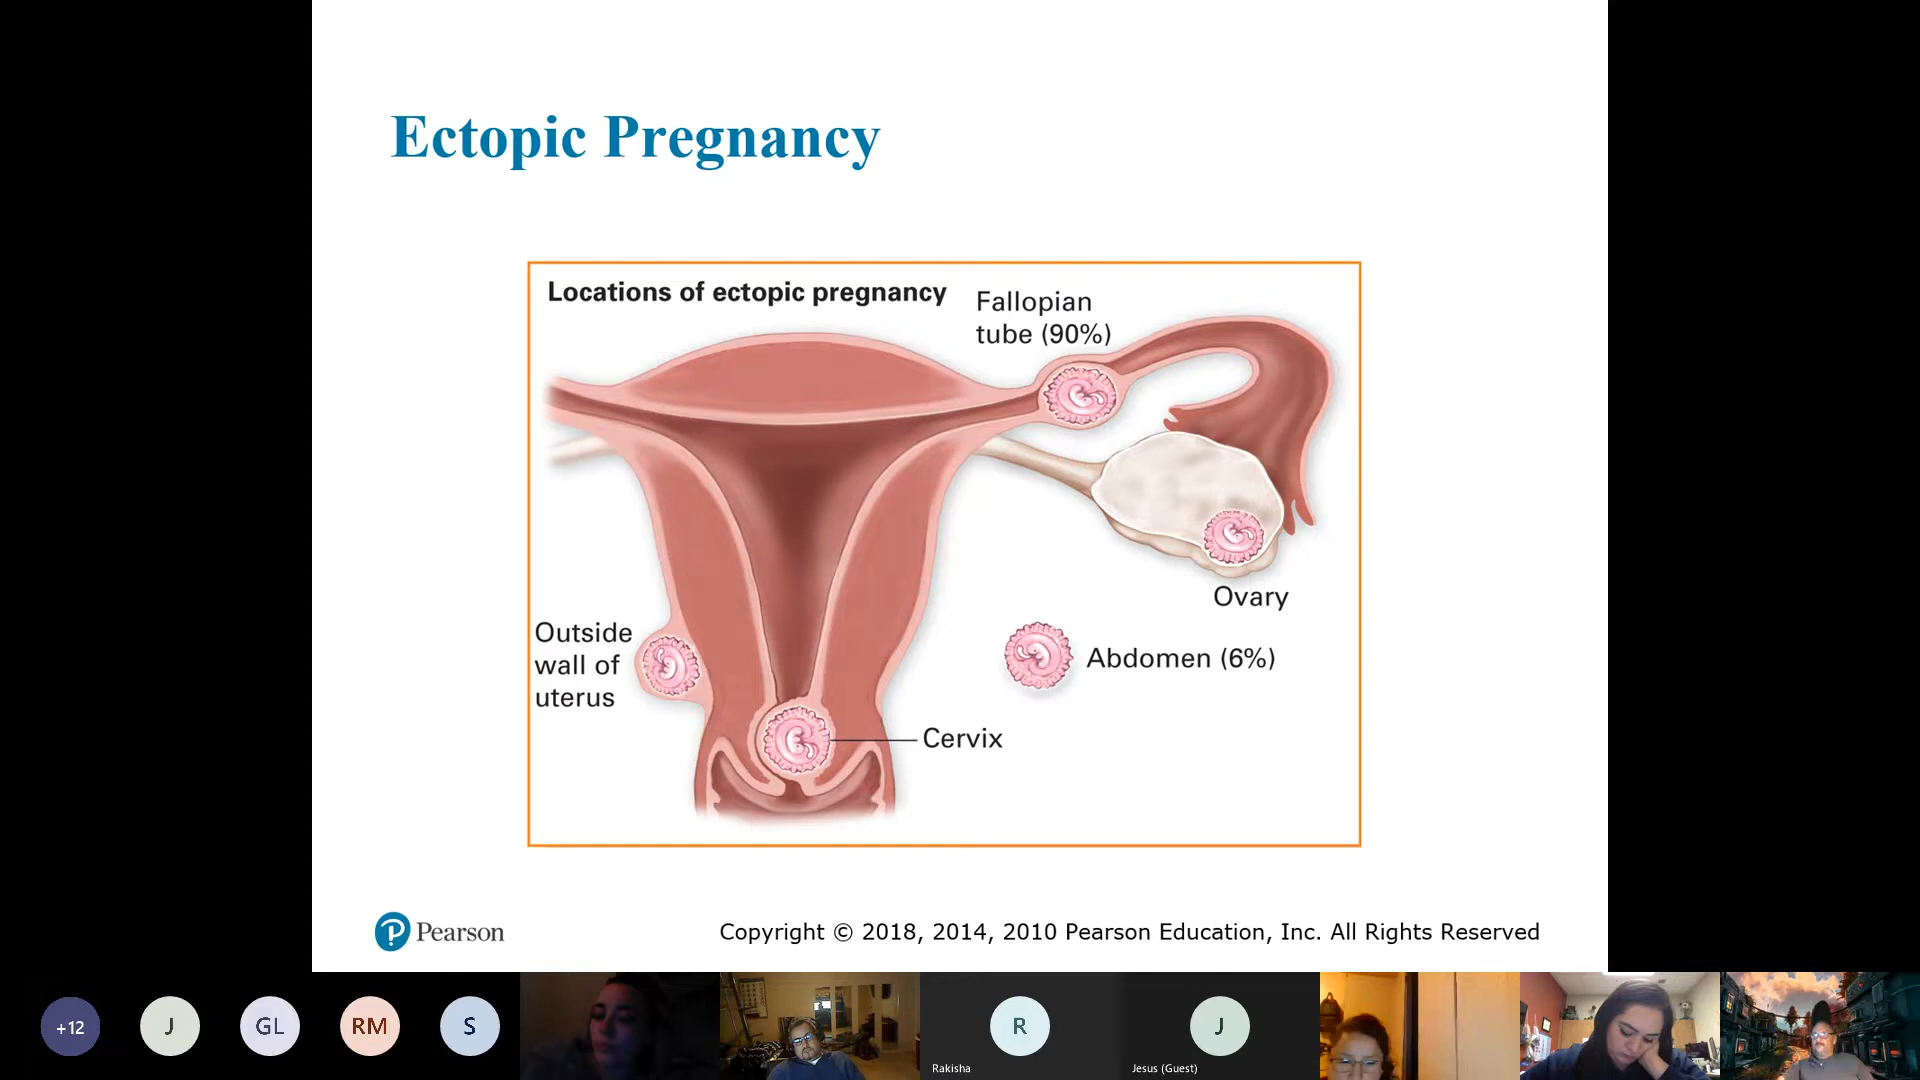 Ectopic Pregnancy
Locations of ectopic pregnancy
Fallopian
tube (90%)
Ovary
Outside
wall of
uterus
Abdomen (6%)
Cervix
Pearson
Copyright © 2018, 2014, 2010 Pearson Education, Inc. All Rights Reserved
+12
J
GL
RM
S
R
Rakisha
J
Jesus (Guest)